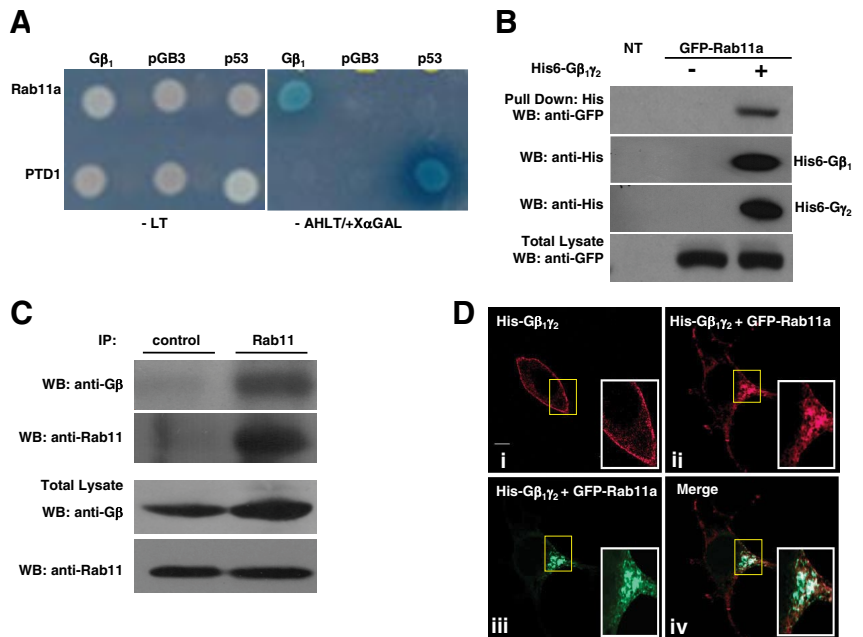 A
Gβ₁ pGB3 p53 Gβ₁ pGB3 p53
Rab11a
PTD1
- LT - AHLT/+XαGAL
B
NT GFP-Rab11a
His6-Gβ₁γ₂ - +
Pull Down: His
WB: anti-GFP
WB: anti-His His6-Gβ₁
WB: anti-His His6-Gγ₂
Total Lysate
WB: anti-GFP
C
IP: control Rab11
WB: anti-Gβ
WB: anti-Rab11
Total Lysate
WB: anti-Gβ
WB: anti-Rab11
D
His-Gβ₁γ₂ His-Gβ₁γ₂ + GFP-Rab11a
i ii
His-Gβ₁γ₂ + GFP-Rab11a Merge
iii iv